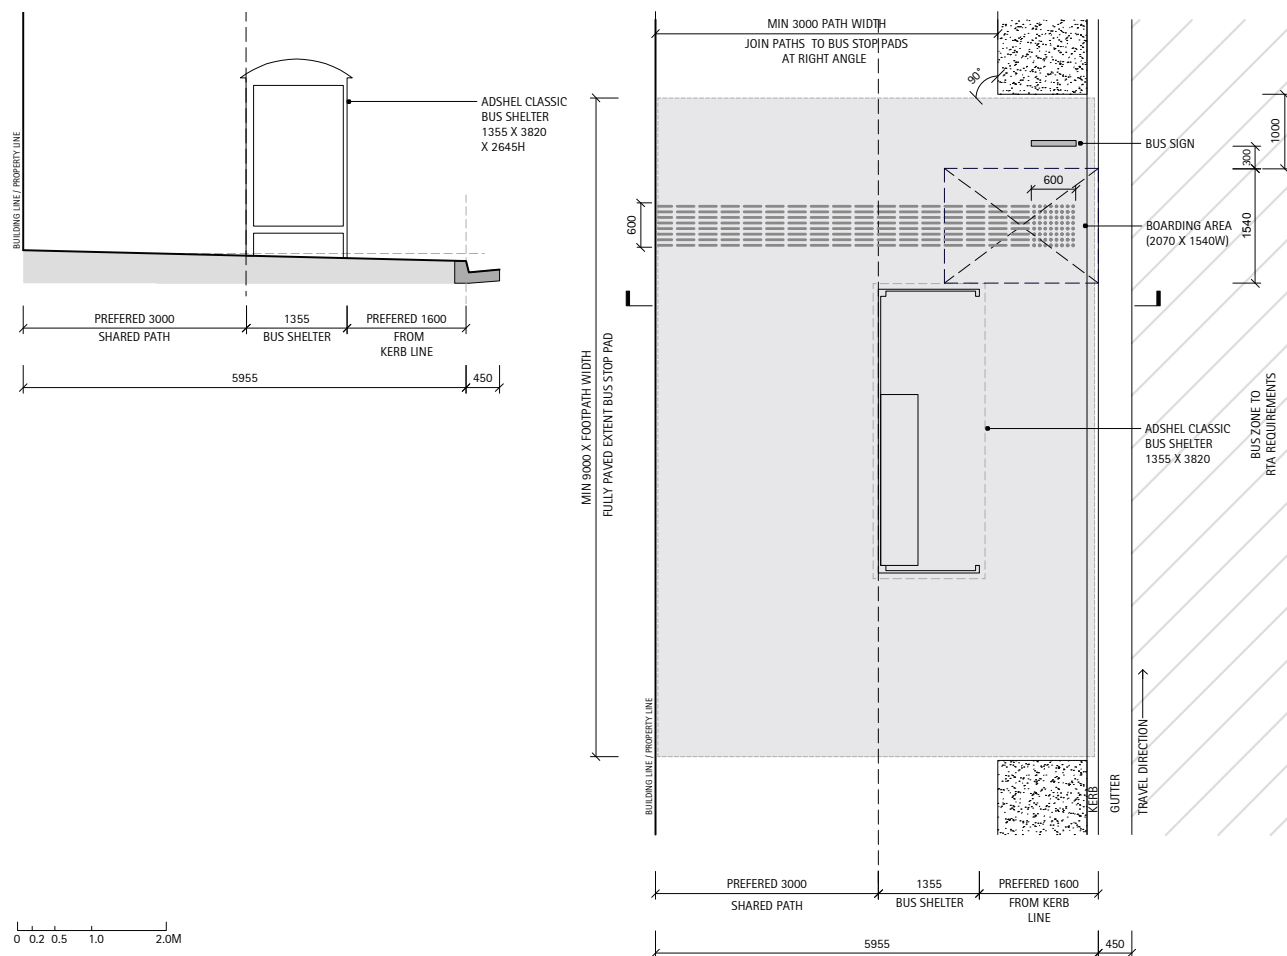 ADSHEL CLASSIC
BUS SHELTER
1355 X 3820
X 2645H
BUILDING LINE / PROPERTY LINE
PREFERED 3000
SHARED PATH
1355
BUS SHELTER
PREFERED 1600
FROM
KERB LINE
5955
450
MIN 3000 PATH WIDTH
JOIN PATHS TO BUS STOP PADS
AT RIGHT ANGLE
90°
BUS SIGN
1000
300
600
600
BOARDING AREA
(2070 X 1540W)
1540
MIN 9000 X FOOTPATH WIDTH
FULLY PAVED EXTENT BUS STOP PAD
ADSHEL CLASSIC
BUS SHELTER
1355 X 3820
BUS ZONE TO
RTA REQUIREMENTS
BUILDING LINE / PROPERTY LINE
KERB
GUTTER
TRAVEL DIRECTION
PREFERED 3000
SHARED PATH
1355
BUS SHELTER
PREFERED 1600
FROM KERB
LINE
5955
450
0 0.2 0.5 1.0 2.0M